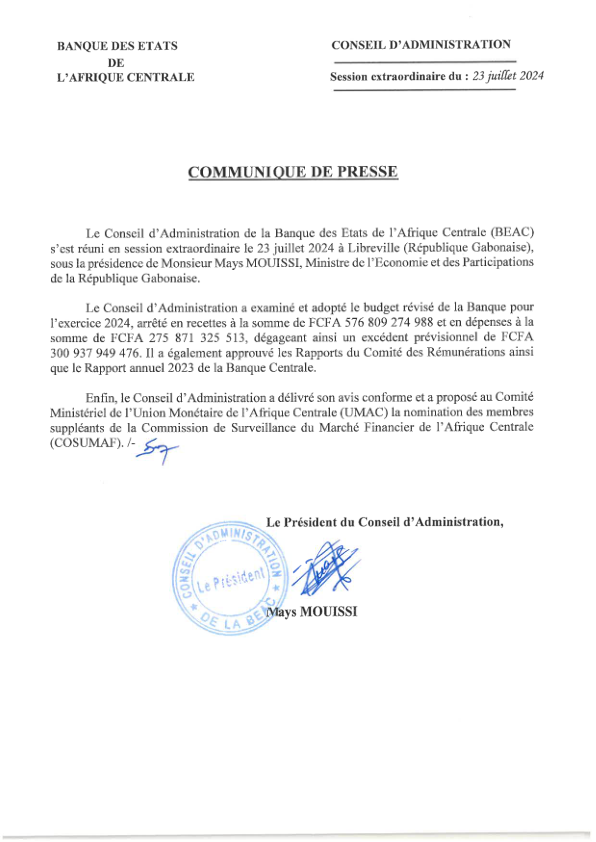 BANQUE DES ETATS
DE
L'AFRIQUE CENTRALE
CONSEIL D'ADMINISTRATION
Session extraordinaire du : 23 juillet 2024
COMMUNIQUE DE PRESSE
Le Conseil d'Administration de la Banque des Etats de l'Afrique Centrale (BEAC)
s'est réuni en session extraordinaire le 23 juillet 2024 à Libreville (République Gabonaise),
sous la présidence de Monsieur Mays MOUISSI, Ministre de l'Economie et des Participations
de la République Gabonaise.
Le Conseil d'Administration a examiné et adopté le budget révisé de la Banque pour
l'exercice 2024, arrêté en recettes à la somme de FCFA 576 809 274 988 et en dépenses à la
somme de FCFA 275 871 325 513, dégageant ainsi un excédent prévisionnel de FCFA
300 937 949 476. Il a également approuvé les Rapports du Comité des Rémunérations ainsi
que le Rapport annuel 2023 de la Banque Centrale.
Enfin, le Conseil d'Administration a délivré son avis conforme et a proposé au Comité
Ministériel de l'Union Monétaire de l'Afrique Centrale (UMAC) la nomination des membres
suppléants de la Commission de Surveillance du Marché Financier de l'Afrique Centrale
(COSUMAF). /-
Le Président du Conseil d'Administration,
CONSEIL D'ADMINISTRATION
Le Président
DE LA BEAC
Mays MOUISSI